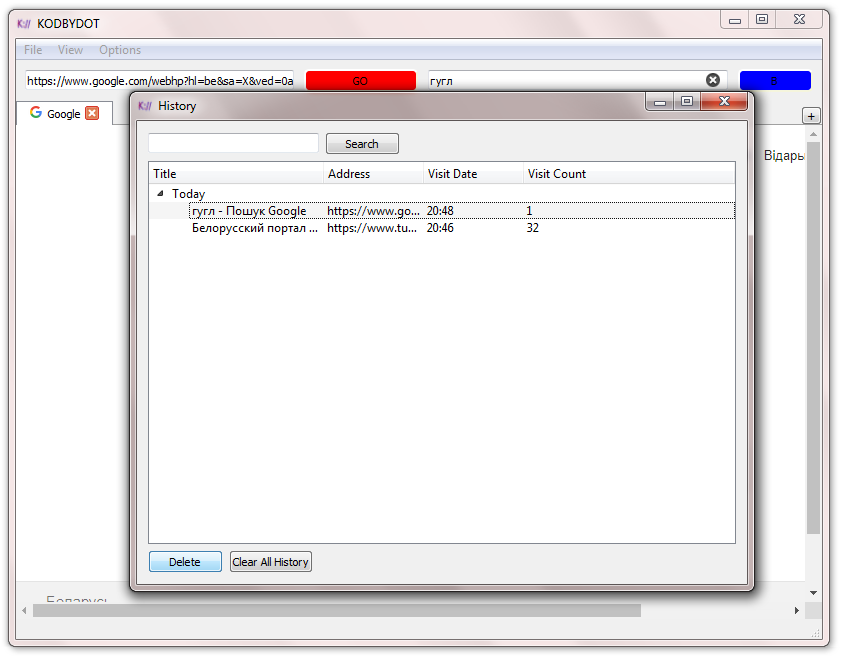 KODBYDOT
File View Options
https://www.google.com/webhp?hl=be&sa=X&ved=0a GO гугл
Google
+
History
Відары
Search
Title Address Visit Date Visit Count
Today
гугл - Пошук Google https://www.go... 20:48 1
Белорусский портал ... https://www.tu... 20:46 32
Delete Clear All History
Беларусь